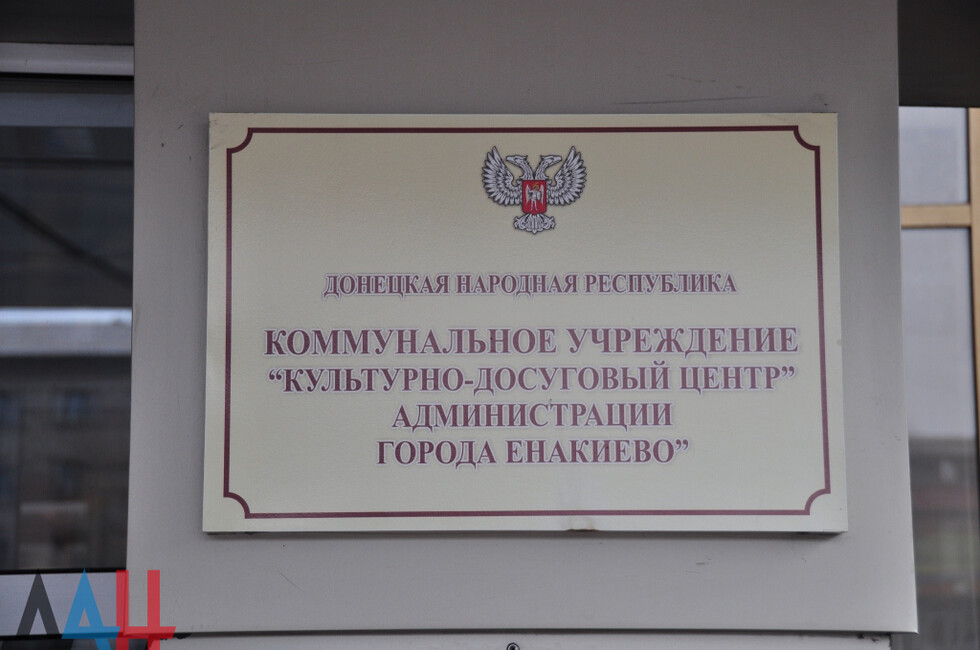 ДОНЕЦКАЯ НАРОДНАЯ РЕСПУБЛИКА
КОММУНАЛЬНОЕ УЧРЕЖДЕНИЕ
“КУЛЬТУРНО-ДОСУГОВЫЙ ЦЕНТР”
АДМИНИСТРАЦИИ
ГОРОДА ЕНАКИЕВО”
ДАН